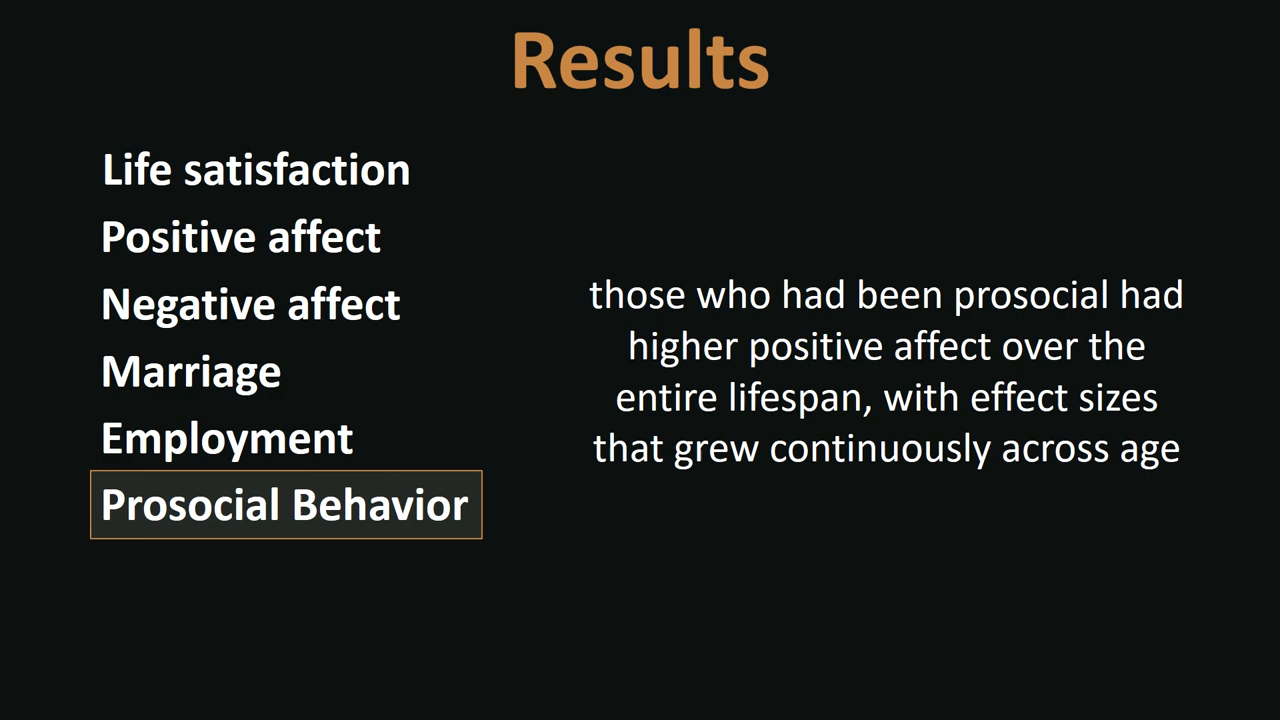 Results
Life satisfaction
Positive affect
Negative affect
Marriage
Employment
Prosocial Behavior
those who had been prosocial had
higher positive affect over the
entire lifespan, with effect sizes
that grew continuously across age